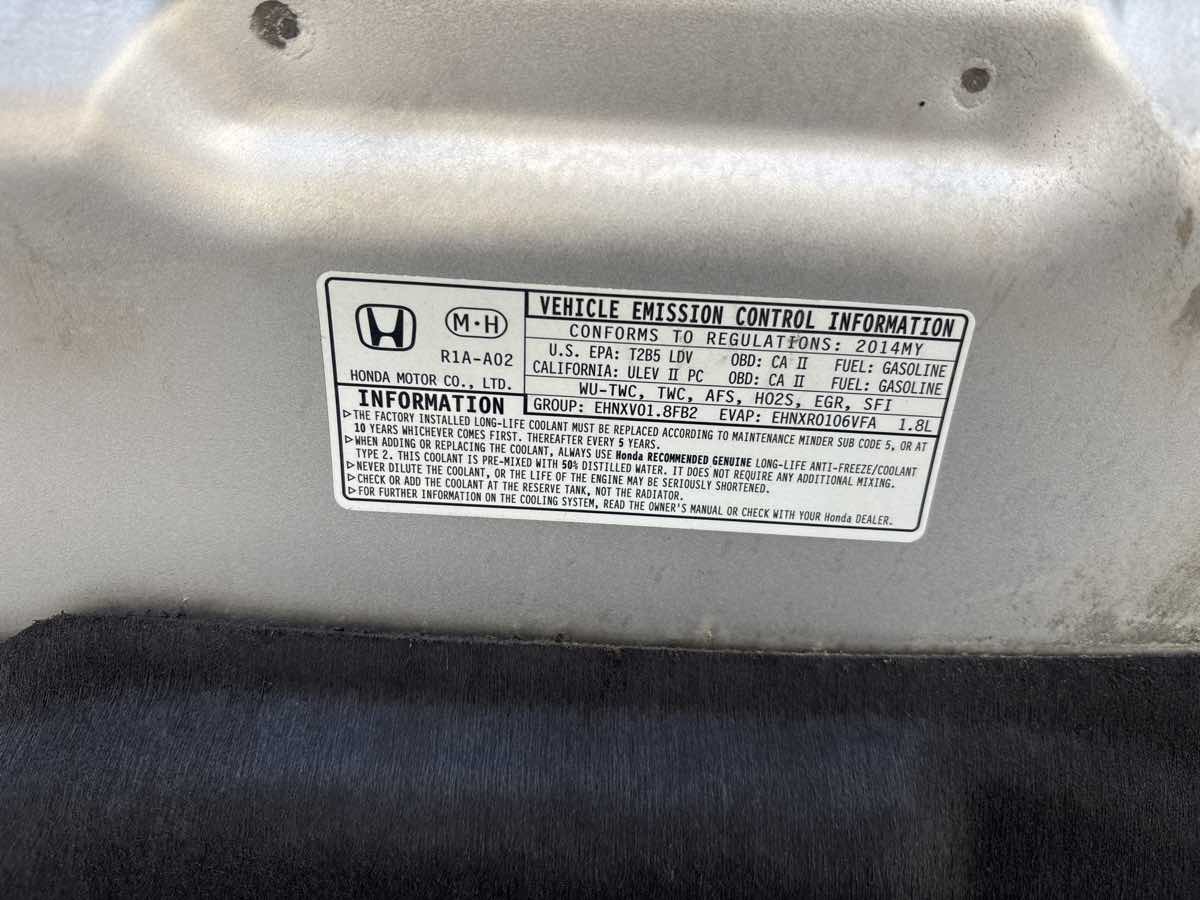 M·H
R1A-A02
HONDA MOTOR CO., LTD.
VEHICLE EMISSION CONTROL INFORMATION
CONFORMS TO REGULATIONS: 2014MY
U.S. EPA: T2B5 LDV OBD: CA II FUEL: GASOLINE
CALIFORNIA: ULEV II PC OBD: CA II FUEL: GASOLINE
WU-TWC, TWC, AFS, HO2S, EGR, SFI
GROUP: EHNXV01.8FB2 EVAP: EHNXR0106VFA 1.8L
INFORMATION
▷THE FACTORY INSTALLED LONG-LIFE COOLANT MUST BE REPLACED ACCORDING TO MAINTENANCE MINDER SUB CODE 5, OR AT
10 YEARS WHICHEVER COMES FIRST. THEREAFTER EVERY 5 YEARS.
▷WHEN ADDING OR REPLACING THE COOLANT, ALWAYS USE Honda RECOMMENDED GENUINE LONG-LIFE ANTI-FREEZE/COOLANT
TYPE 2. THIS COOLANT IS PRE-MIXED WITH 50% DISTILLED WATER. IT DOES NOT REQUIRE ANY ADDITIONAL MIXING.
▷NEVER DILUTE THE COOLANT, OR THE LIFE OF THE ENGINE MAY BE SERIOUSLY SHORTENED.
▷CHECK OR ADD THE COOLANT AT THE RESERVE TANK, NOT THE RADIATOR.
▷FOR FURTHER INFORMATION ON THE COOLING SYSTEM, READ THE OWNER'S MANUAL OR CHECK WITH YOUR Honda DEALER.